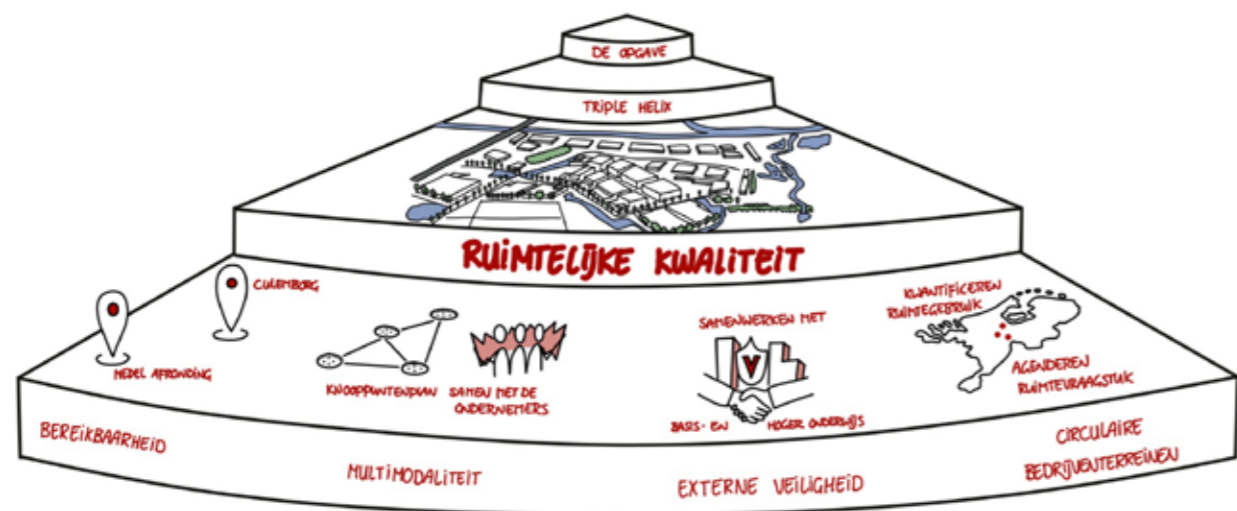 DE OPGAVE
TRIPLE HELIX
RUIMTELIJKE KWALITEIT
CULEMBORG
MEDEL AFRONDING
KNOOPPUNTENPLAN
SAMEN MET DE
ONDERNEMERS
SAMENWERKEN MET
BASIS- EN HOGER ONDERWIJS
KWANTIFICEREN
RUIMTEGEBRUIK
AGENDEREN
RUIMTEVRAAGSTUK
BEREIKBAARHEID
MULTIMODALITEIT
EXTERNE VEILIGHEID
CIRCULAIRE
BEDRIJVENTERREINEN